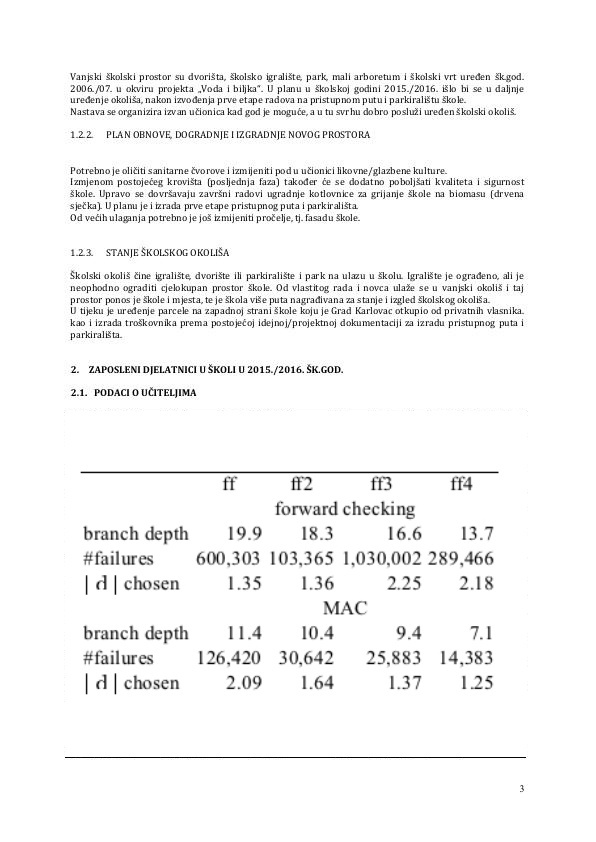 Vanjski školski prostor su dvorišta, školsko igralište, park, mali arboretum i školski vrt uređen šk.god.
2006./07. u okviru projekta „Voda i biljka“. U planu u školskoj godini 2015./2016. išlo bi se u daljnje
uređenje okoliša, nakon izvođenja prve etape radova na pristupnom putu i parkiralištu škole.
Nastava se organizira izvan učionica kad god je moguće, a u tu svrhu dobro posluži uređen školski okoliš.
1.2.2. PLAN OBNOVE, DOGRADNJE I IZGRADNJE NOVOG PROSTORA
Potrebno je oličiti sanitarne čvorove i izmijeniti pod u učionici likovne/glazbene kulture.
Izmjenom postojećeg krovišta (posljednja faza) također će se dodatno poboljšati kvaliteta i sigurnost
škole. Upravo se dovršavaju završni radovi ugradnje kotlovnice za grijanje škole na biomasu (drvena
sječka). U planu je i izrada prve etape pristupnog puta i parkirališta.
Od većih ulaganja potrebno je još izmijeniti pročelje, tj. fasadu škole.
1.2.3. STANJE ŠKOLSKOG OKOLIŠA
Školski okoliš čine igralište, dvorište ili parkiralište i park na ulazu u školu. Igralište je ograđeno, ali je
neophodno ograditi cjelokupan prostor škole. Od vlastitog rada i novca ulaže se u vanjski okoliš i taj
prostor ponos je škole i mjesta, te je škola više puta nagrađivana za stanje i izgled školskog okoliša.
U tijeku je uređenje parcele na zapadnoj strani škole koju je Grad Karlovac otkupio od privatnih vlasnika.
kao i izrada troškovnika prema postojećoj idejnoj/projektnoj dokumentaciji za izradu pristupnog puta i
parkirališta.
2. ZAPOSLENI DJELATNICI U ŠKOLI U 2015./2016. ŠK.GOD.
2.1. PODACI O UČITELJIMA
ff ff2 ff3 ff4
forward checking
branch depth 19.9 18.3 16.6 13.7
#failures 600,303 103,365 1,030,002 289,466
| d | chosen 1.35 1.36 2.25 2.18
MAC
branch depth 11.4 10.4 9.4 7.1
#failures 126,420 30,642 25,883 14,383
| d | chosen 2.09 1.64 1.37 1.25
3